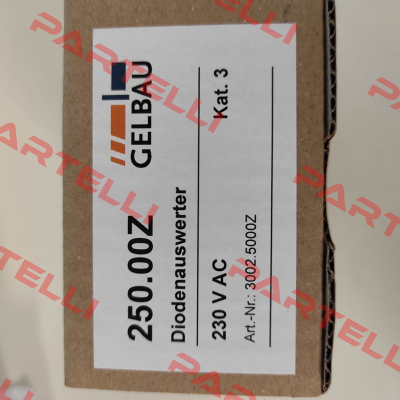 GELBAU
250.00Z
Diodenauswerter
230 V AC Kat. 3
Art.-Nr.: 3002.5000Z
PARTELLI
PARTELLI
PARTELLI
PARTELLI